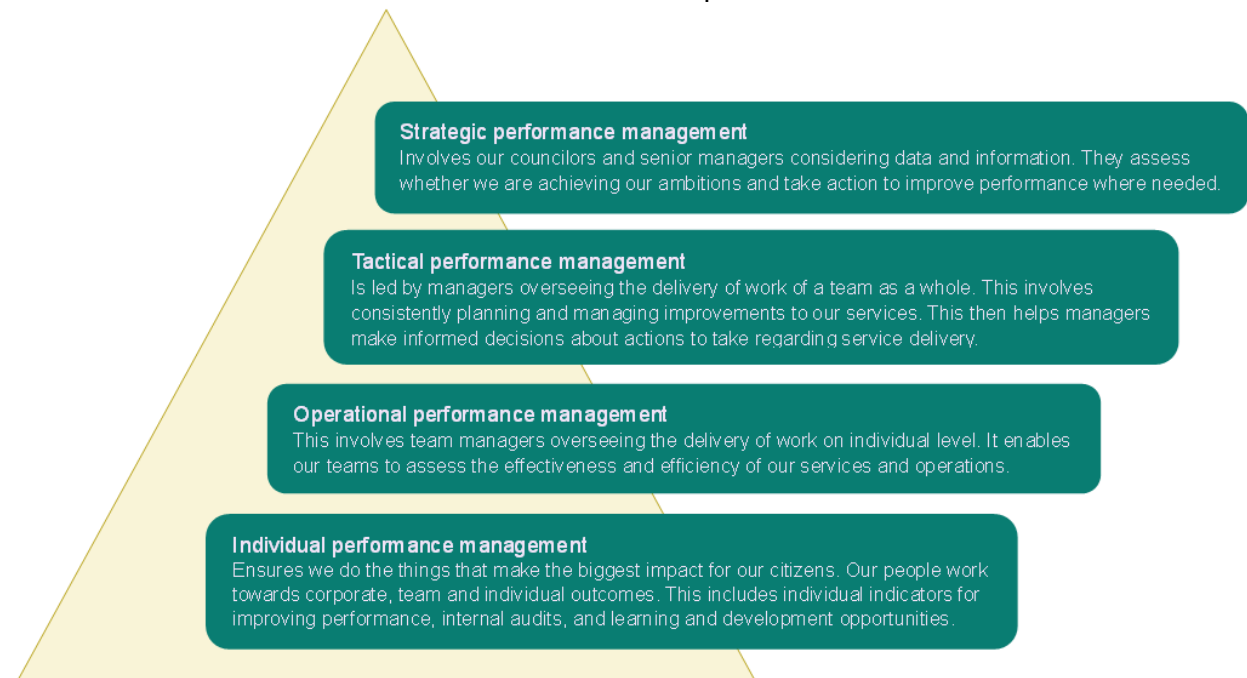 Strategic performance management
Involves our councilors and senior managers considering data and information. They assess
whether we are achieving our ambitions and take action to improve performance where needed.
Tactical performance management
Is led by managers overseeing the delivery of work of a team as a whole. This involves
consistently planning and managing improvements to our services. This then helps managers
make informed decisions about actions to take regarding service delivery.
Operational performance management
This involves team managers overseeing the delivery of work on individual level. It enables
our teams to assess the effectiveness and efficiency of our services and operations.
Individual performance management
Ensures we do the things that make the biggest impact for our citizens. Our people work
towards corporate, team and individual outcomes. This includes individual indicators for
improving performance, internal audits, and learning and development opportunities.